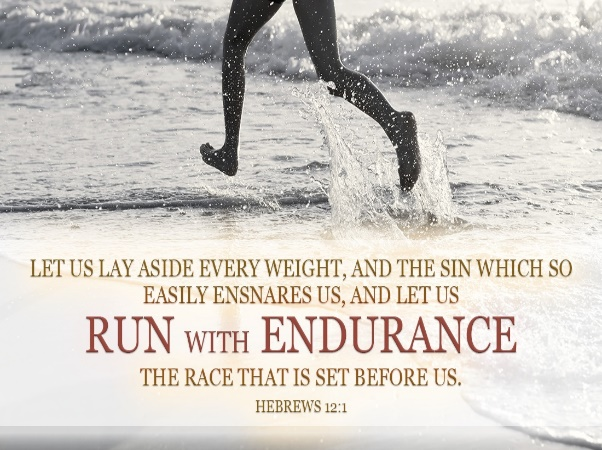 LET US LAY ASIDE EVERY WEIGHT, AND THE SIN WHICH SO
EASILY ENSNARES US, AND LET US
RUN WITH ENDURANCE
THE RACE THAT IS SET BEFORE US.
HEBREWS 12:1